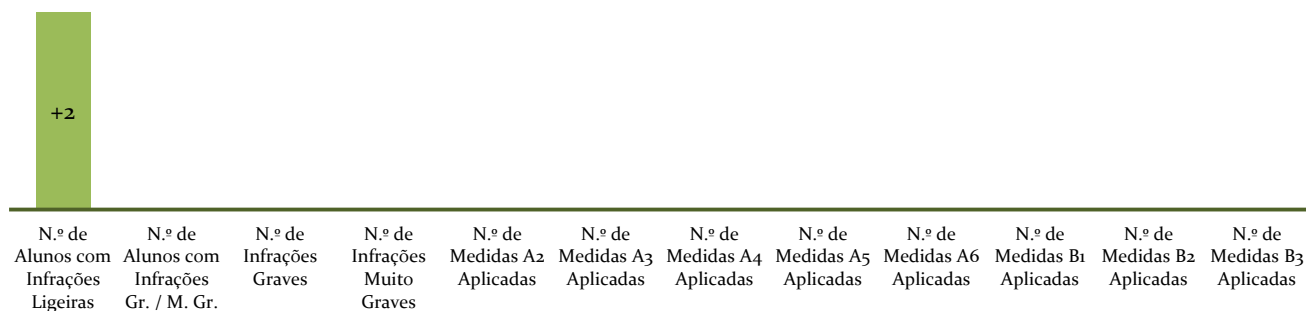 +2
N.º de
Alunos com
Infrações
Ligeiras
N.º de
Alunos com
Infrações
Gr. / M. Gr.
N.º de
Infrações
Graves
N.º de
Infrações
Muito
Graves
N.º de
Medidas A2
Aplicadas
N.º de
Medidas A3
Aplicadas
N.º de
Medidas A4
Aplicadas
N.º de
Medidas A5
Aplicadas
N.º de
Medidas A6
Aplicadas
N.º de
Medidas B1
Aplicadas
N.º de
Medidas B2
Aplicadas
N.º de
Medidas B3
Aplicadas